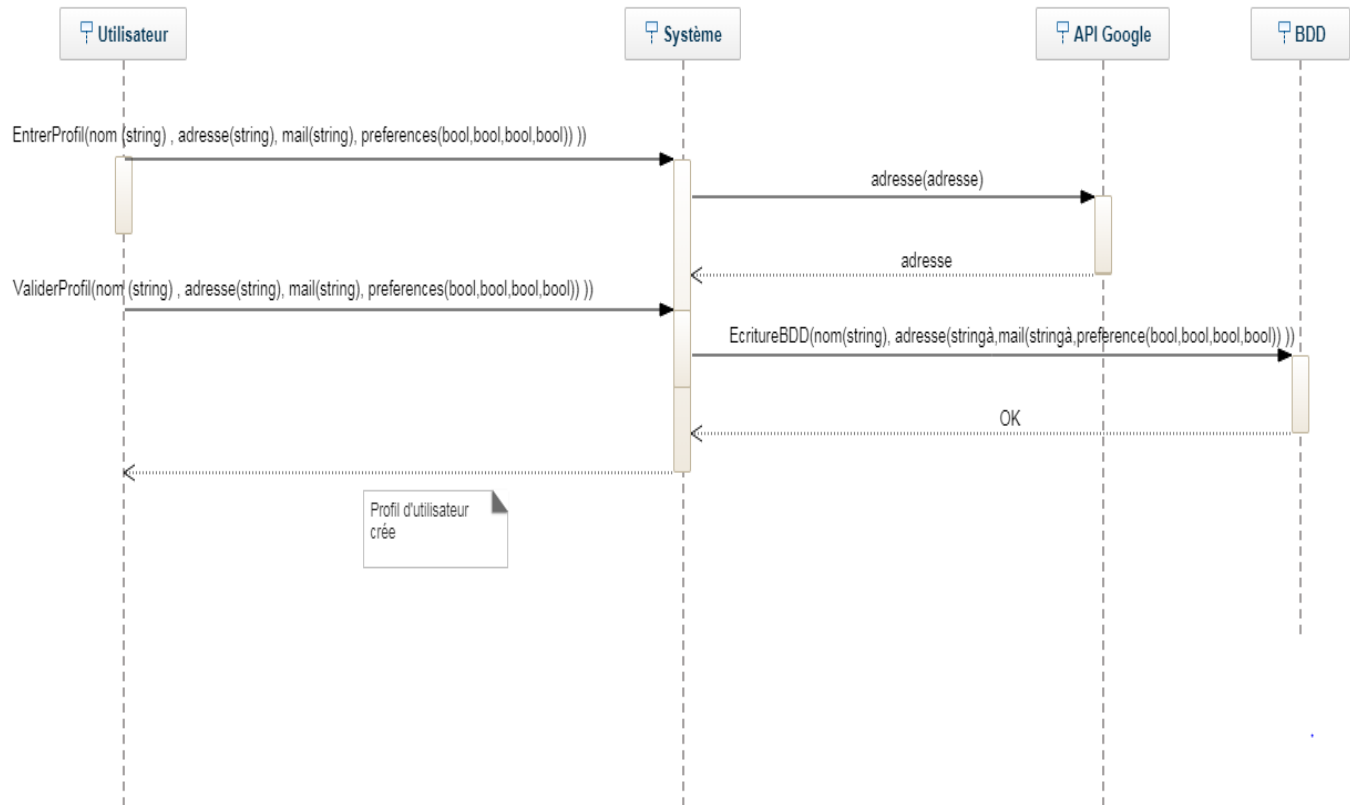 Utilisateur
Système
API Google
BDD
EntrerProfil(nom (string) , adresse(string), mail(string), preferences(bool,bool,bool,bool)) ))
adresse(adresse)
adresse
ValiderProfil(nom (string) , adresse(string), mail(string), preferences(bool,bool,bool,bool)) ))
EcritureBDD(nom(string), adresse(stringà,mail(stringà,preference(bool,bool,bool,bool)) ))
OK
Profil d'utilisateur
crée